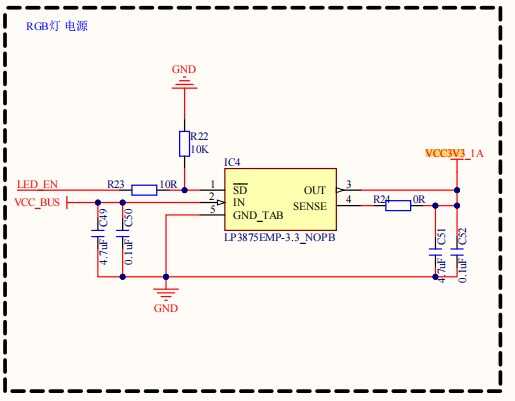 RGB灯 电源
GND
R22
10K
IC4
VCC3V3_1A
LED_EN
R23
10R
1
SD
OUT
3
VCC_BUS
2
IN
SENSE
4
R24
0R
5
GND_TAB
LP3875EMP-3.3_NOPB
C49
4.7uF
C50
0.1uF
C51
4.7uF
C52
0.1uF
GND